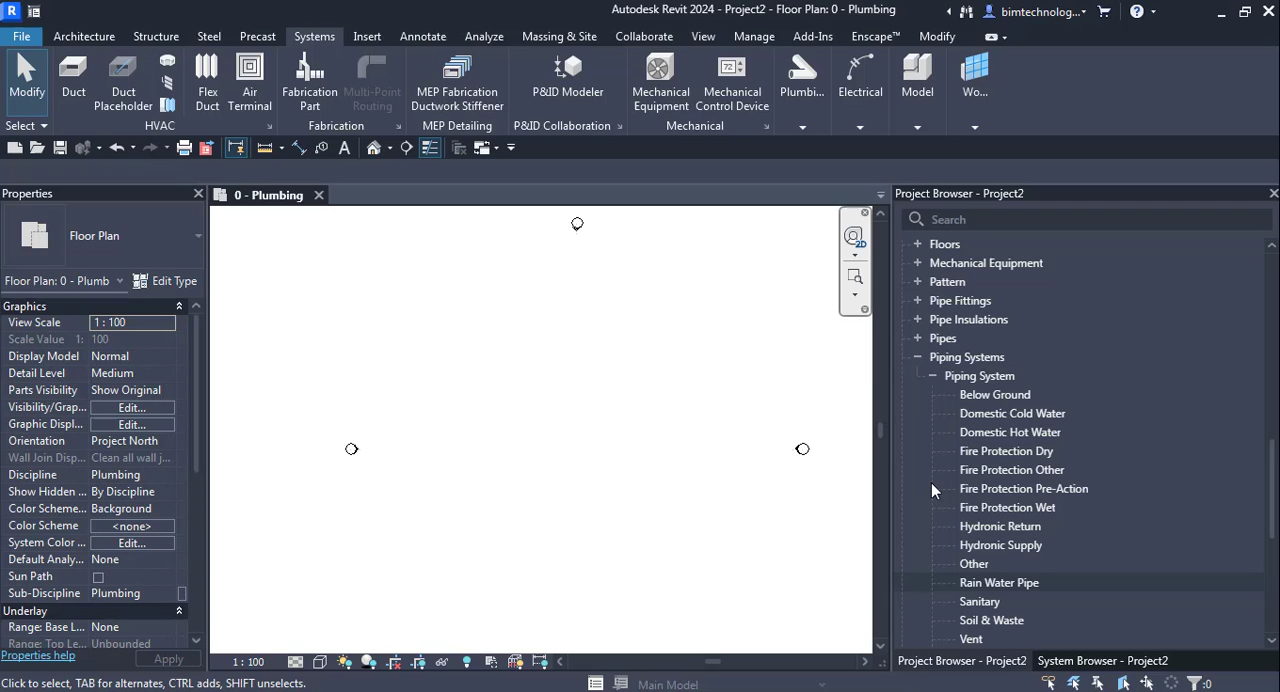 Autodesk Revit 2024 - Project2 - Floor Plan: 0 - Plumbing
bimtechnolog...
File Architecture Structure Steel Precast Systems Insert Annotate Analyze Massing & Site Collaborate View Manage Add-Ins Enscape™ Modify
Modify Duct Duct Placeholder Flex Duct Air Terminal Fabrication Part Multi-Point Routing MEP Fabrication Ductwork Stiffener P&ID Modeler Mechanical Equipment Mechanical Control Device Plumbi... Electrical Model Wo...
Select HVAC Fabrication MEP Detailing P&ID Collaboration Mechanical
Properties
0 - Plumbing
Project Browser - Project2
Search
Floor Plan
Floor Plan: 0 - Plumb Edit Type
Graphics
View Scale 1 : 100
Scale Value 1: 100
Display Model Normal
Detail Level Medium
Parts Visibility Show Original
Visibility/Grap... Edit...
Graphic Displ... Edit...
Orientation Project North
Wall Join Disp... Clean all wall j...
Discipline Plumbing
Show Hidden ... By Discipline
Color Scheme... Background
Color Scheme <none>
System Color ... Edit...
Default Analy... None
Sun Path
Sub-Discipline Plumbing
Underlay
Range: Base L... None
Range: Top Le... Unbounded
Properties help Apply
2D
Floors
Mechanical Equipment
Pattern
Pipe Fittings
Pipe Insulations
Pipes
Piping Systems
Piping System
Below Ground
Domestic Cold Water
Domestic Hot Water
Fire Protection Dry
Fire Protection Other
Fire Protection Pre-Action
Fire Protection Wet
Hydronic Return
Hydronic Supply
Other
Rain Water Pipe
Sanitary
Soil & Waste
Vent
1 : 100
Project Browser - Project2 System Browser - Project2
Click to select, TAB for alternates, CTRL adds, SHIFT unselects.
Main Model
:0